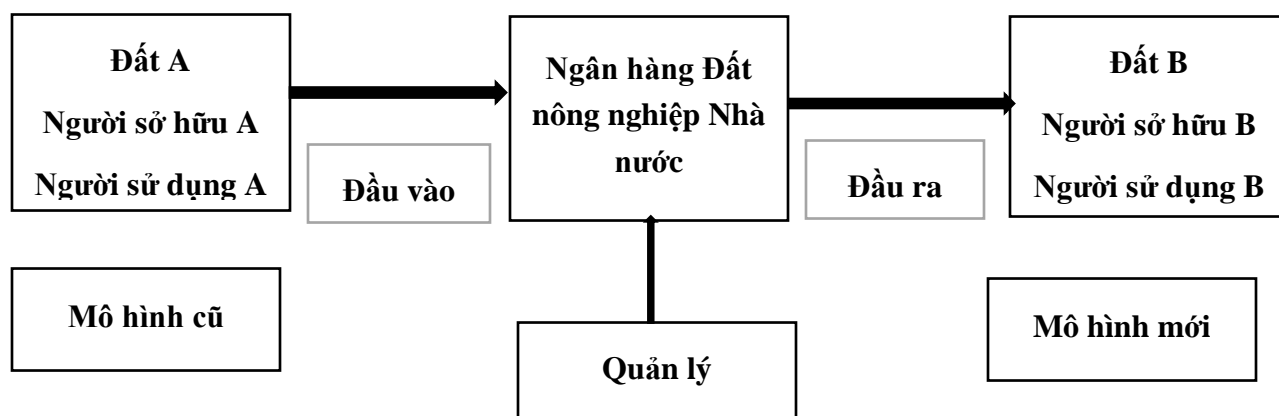 Đất A
Người sở hữu A
Người sử dụng A
Đầu vào
Ngân hàng Đất
nông nghiệp Nhà
nước
Đầu ra
Đất B
Người sở hữu B
Người sử dụng B
Mô hình cũ
Quản lý
Mô hình mới